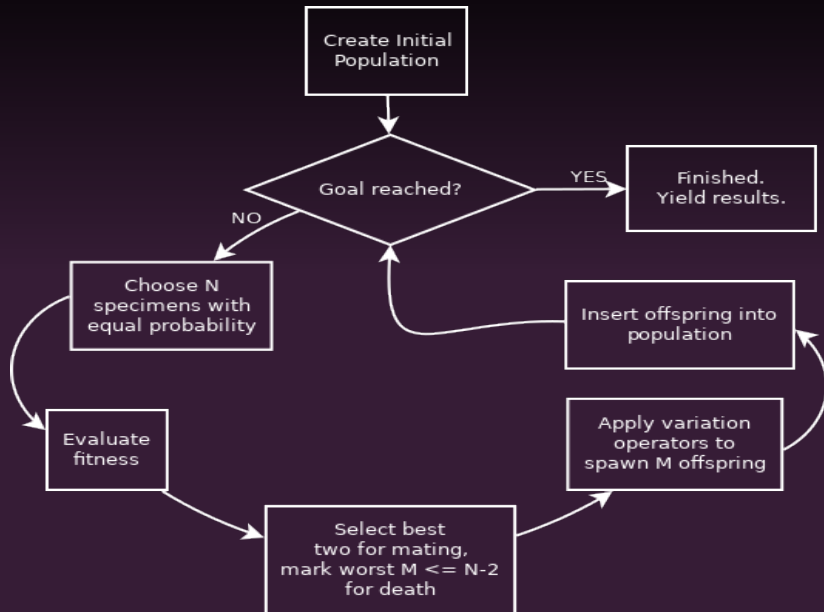 Create Initial
Population
Goal reached?
YES
Finished.
Yield results.
NO
Choose N
specimens with
equal probability
Insert offspring into
population
Evaluate
fitness
Apply variation
operators to
spawn M offspring
Select best
two for mating,
mark worst M <= N-2
for death